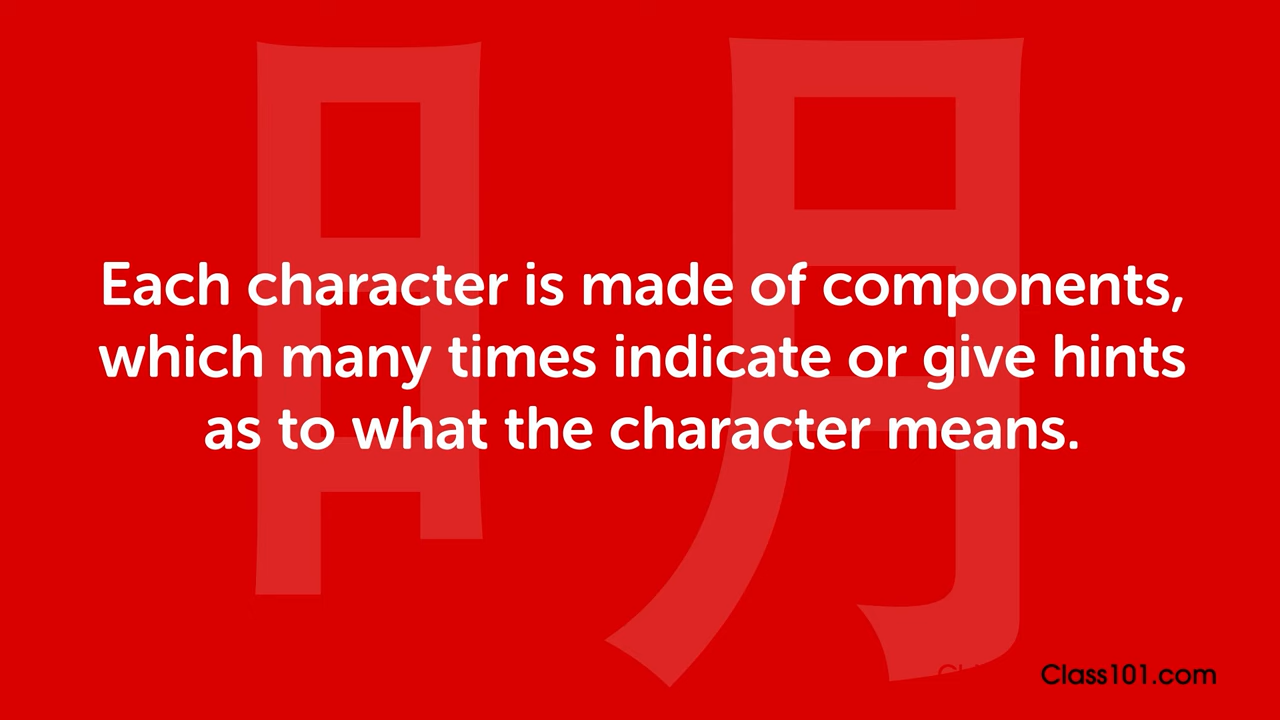 明
Each character is made of components,
which many times indicate or give hints
as to what the character means.
Class101.com